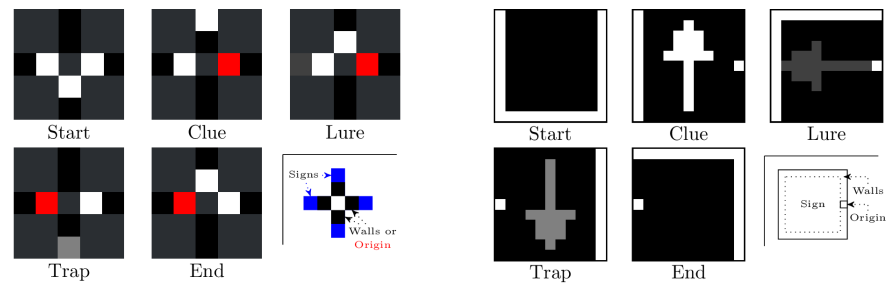 Start
Clue
Lure
Trap
End
Signs
Walls or
Origin
Start
Clue
Lure
Trap
End
Sign
Walls
Origin